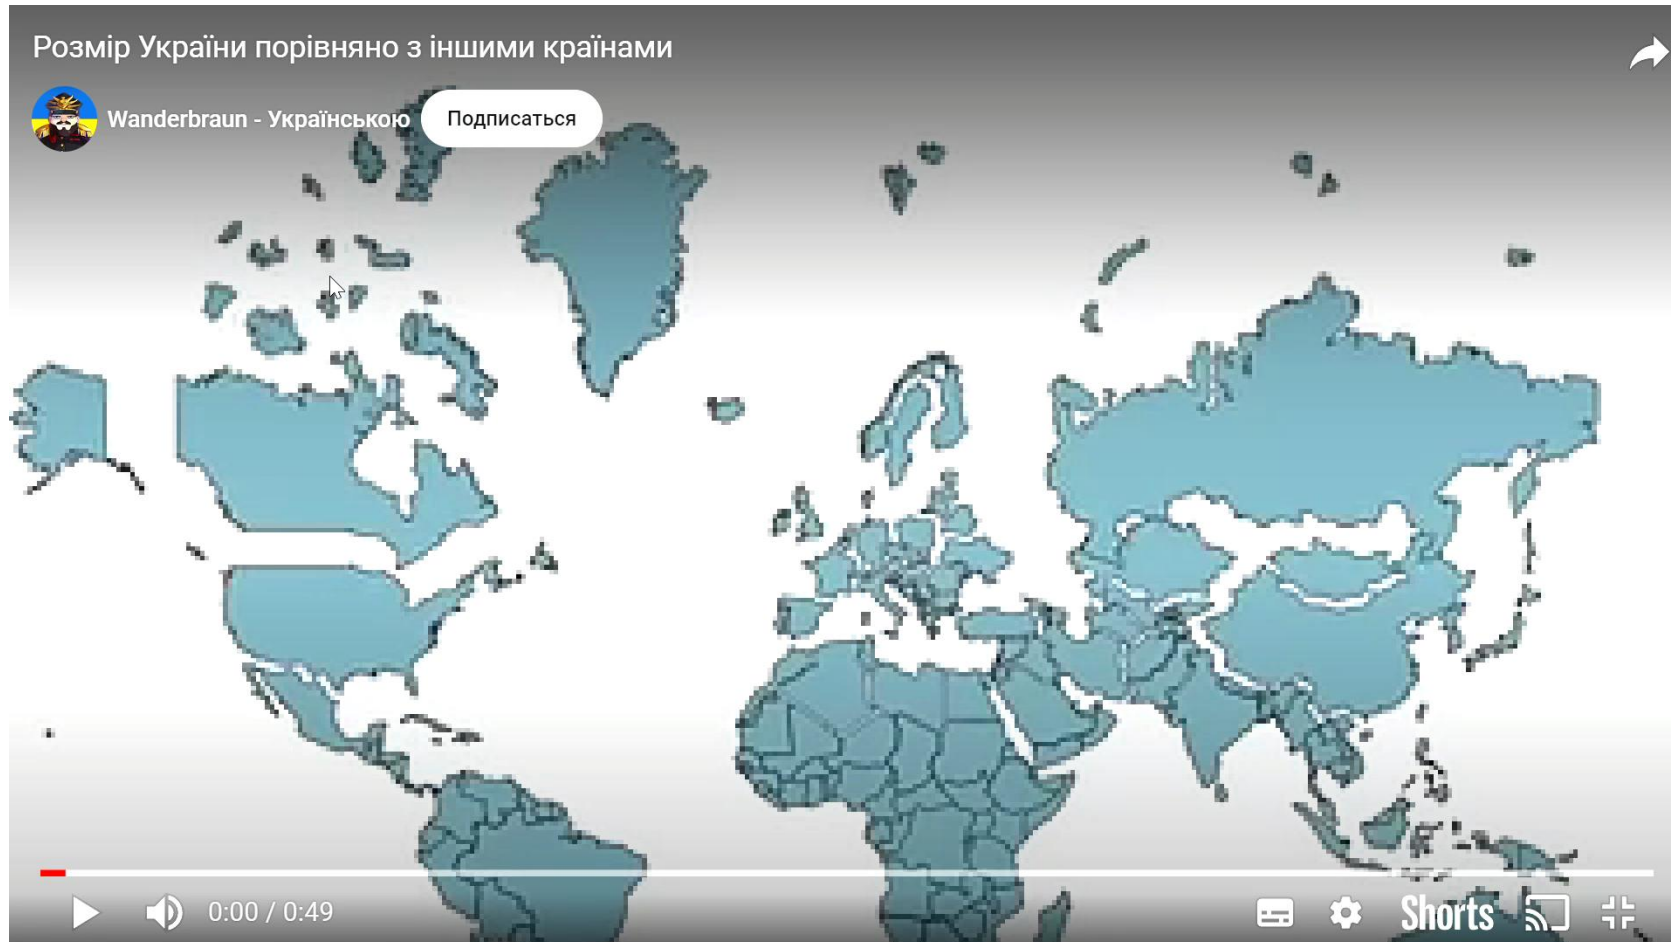 Розмір України порівняно з іншими країнами
Wanderbraun - Українською
Подписаться
0:00 / 0:49
Shorts